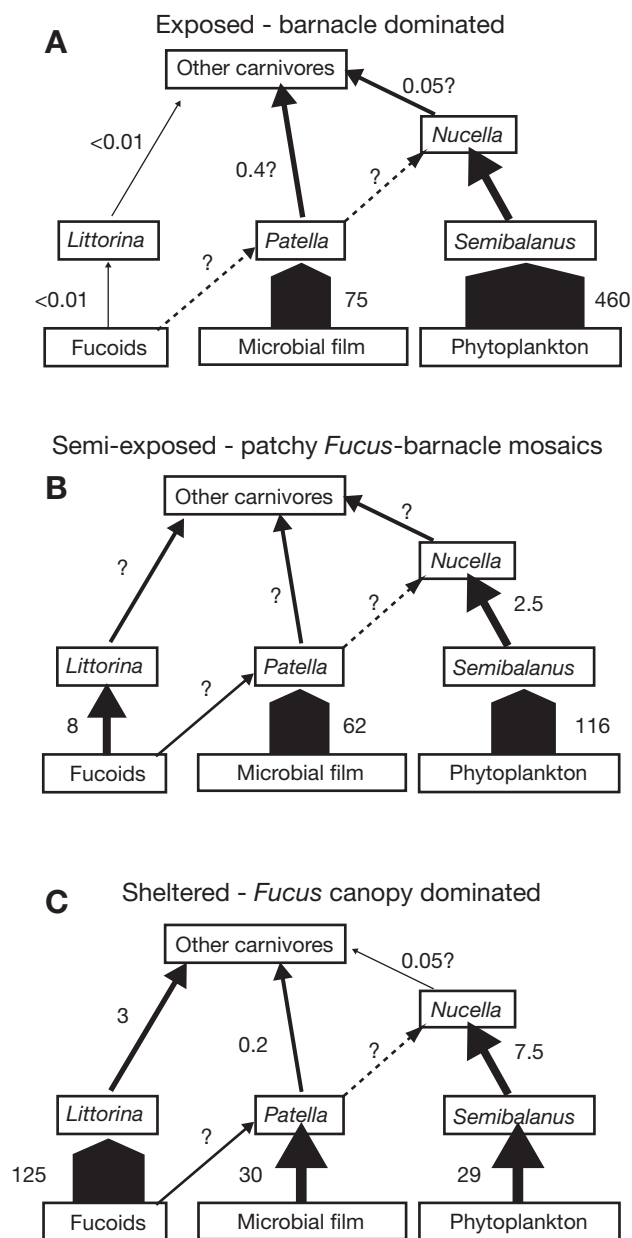 A
Exposed - barnacle dominated
Other carnivores
0.05?
Nucella
<0.01
0.4?
?
Littorina
?
Patella
Semibalanus
<0.01
75
460
Fucoids
Microbial film
Phytoplankton
Semi-exposed - patchy Fucus-barnacle mosaics
B
Other carnivores
?
Nucella
?
?
?
2.5
Littorina
?
Patella
Semibalanus
8
62
116
Fucoids
Microbial film
Phytoplankton
C
Sheltered - Fucus canopy dominated
Other carnivores
0.05?
Nucella
3
0.2
?
7.5
Littorina
?
Patella
Semibalanus
125
30
29
Fucoids
Microbial film
Phytoplankton